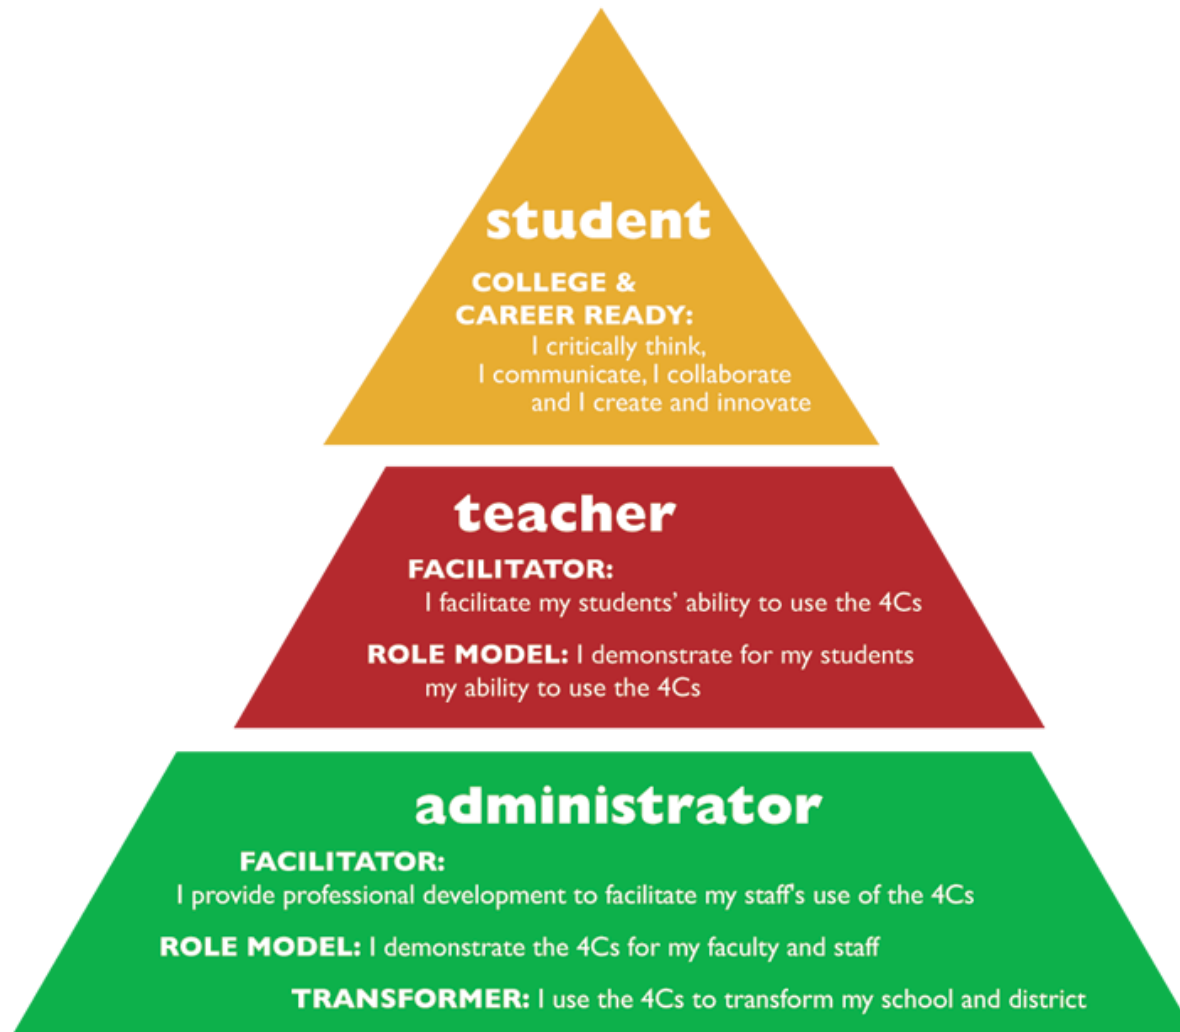 student
COLLEGE &
CAREER READY:
I critically think,
I communicate, I collaborate
and I create and innovate
teacher
FACILITATOR:
I facilitate my students’ ability to use the 4Cs
ROLE MODEL: I demonstrate for my students
my ability to use the 4Cs
administrator
FACILITATOR:
I provide professional development to facilitate my staff's use of the 4Cs
ROLE MODEL: I demonstrate the 4Cs for my faculty and staff
TRANSFORMER: I use the 4Cs to transform my school and district